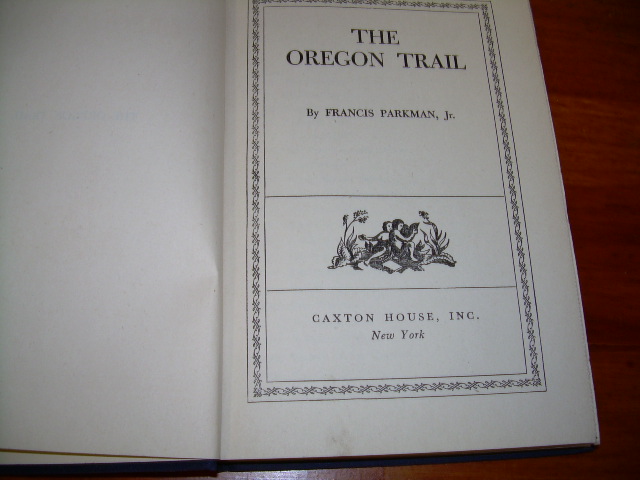 THE
OREGON TRAIL
By FRANCIS PARKMAN, Jr.
CAXTON HOUSE, INC.
New York